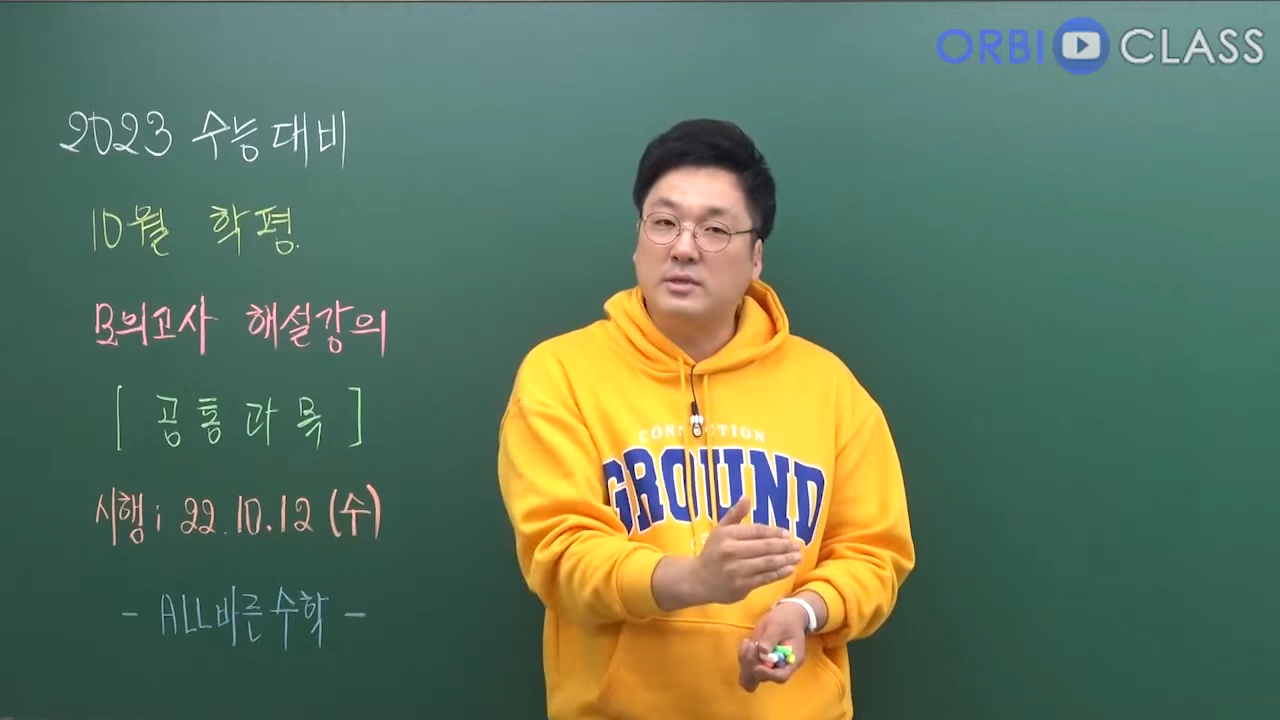 ORBI CLASS
2023 수능대비
10월 학평
모의고사 해설강의
[공통과목]
시행: 22.10.12 (수)
- ALL바른수학 -
CONNECTION
GROUND